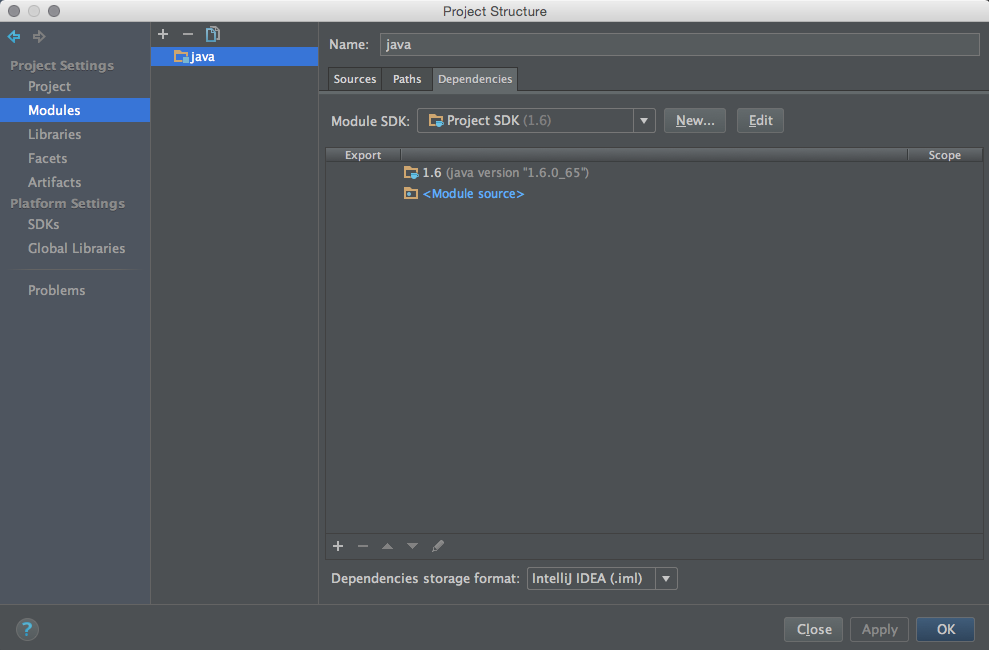 Project Structure
Project Settings
Project
Modules
Libraries
Facets
Artifacts
Platform Settings
SDKs
Global Libraries
Problems
java
Name: java
Sources Paths Dependencies
Module SDK: Project SDK (1.6) New... Edit
Export Scope
1.6 (java version "1.6.0_65")
<Module source>
Dependencies storage format: IntelliJ IDEA (.iml)
? Close Apply OK